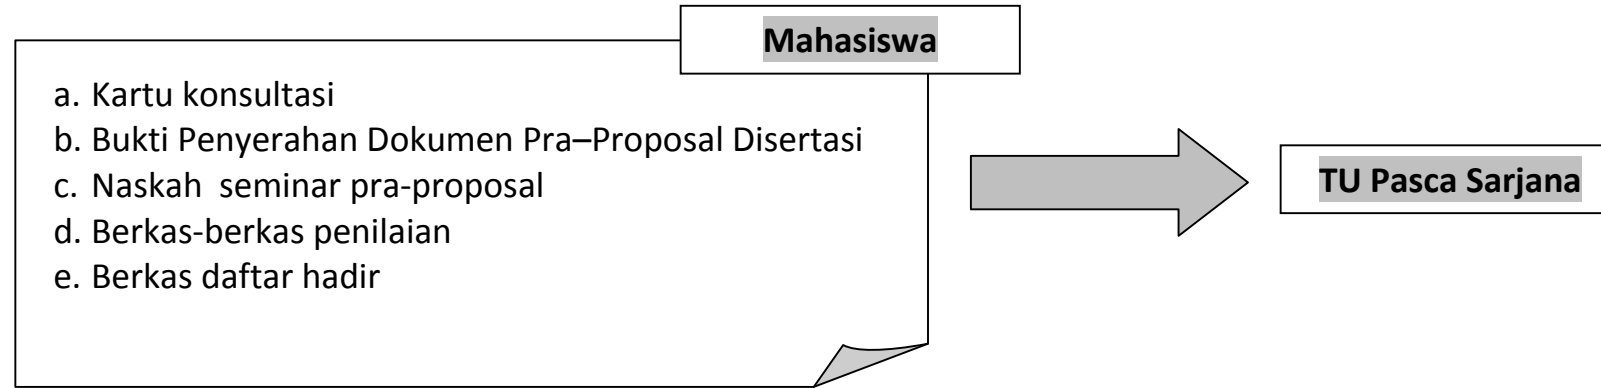 Mahasiswa
a. Kartu konsultasi
b. Bukti Penyerahan Dokumen Pra–Proposal Disertasi
c. Naskah  seminar pra-proposal
d. Berkas-berkas penilaian
e. Berkas daftar hadir
TU Pasca Sarjana